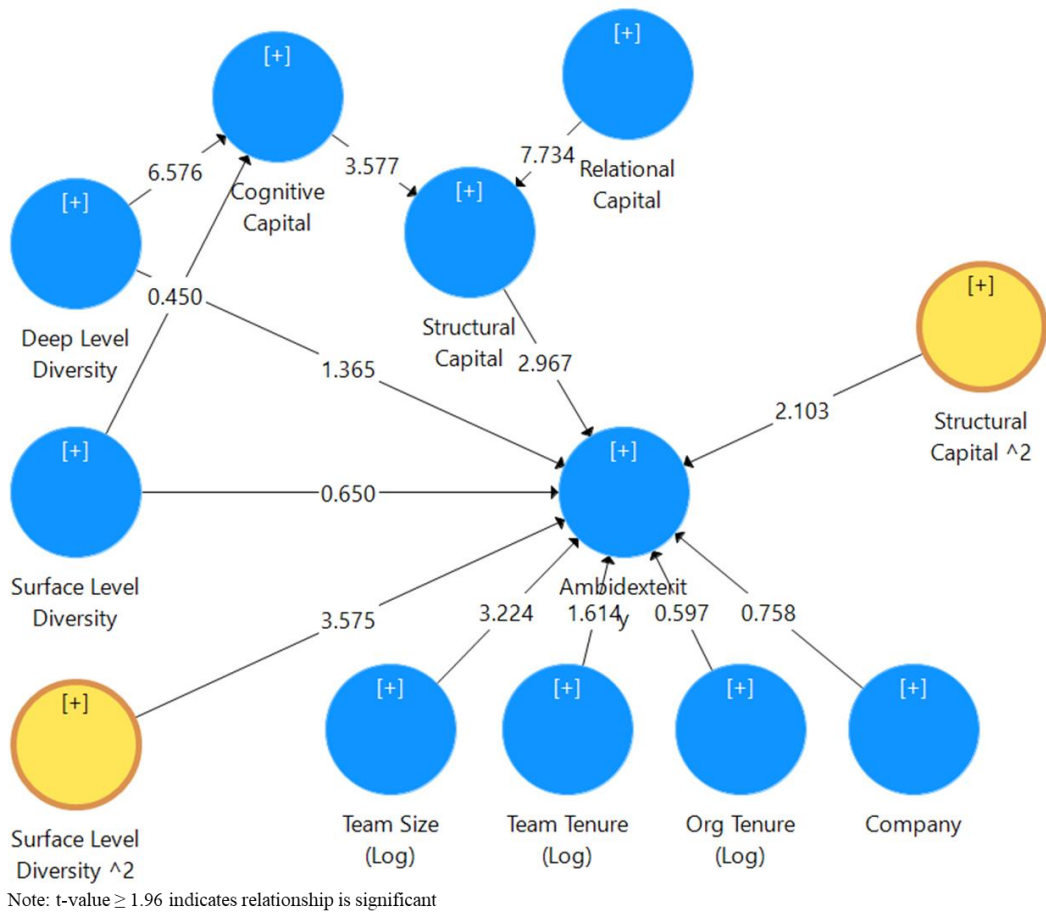 [+]
Cognitive
Capital
[+]
Relational
Capital
6.576
3.577
7.734
[+]
Deep Level
Diversity
[+]
Structural
Capital
0.450
1.365
2.967
[+]
Structural
Capital ^2
2.103
[+]
Surface Level
Diversity
0.650
[+]
Ambidexterit
y
3.575
3.224
1.614
0.597
0.758
[+]
Surface Level
Diversity ^2
[+]
Team Size
(Log)
[+]
Team Tenure
(Log)
[+]
Org Tenure
(Log)
[+]
Company
Note: t-value ≥ 1.96 indicates relationship is significant